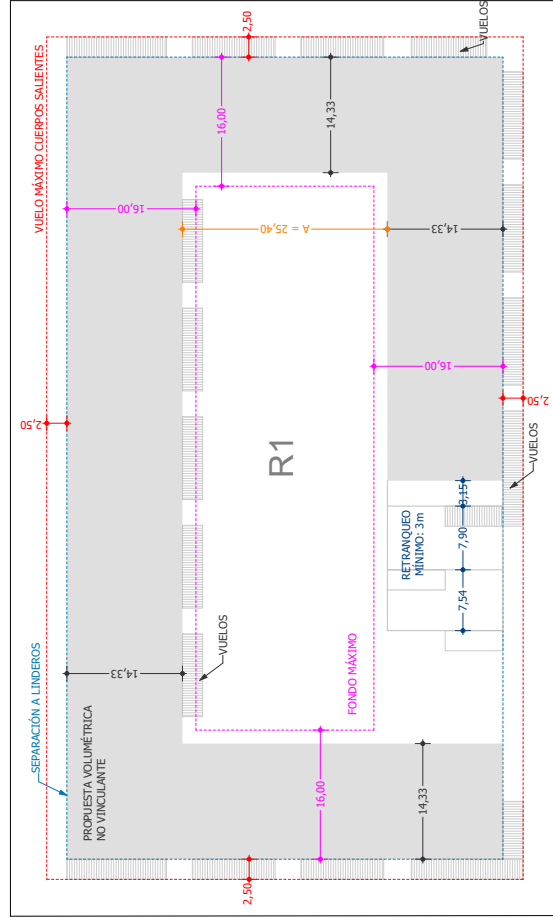 VUELO MÁXIMO CUERPOS SALIENTES
2,50
VUELOS
SEPARACIÓN A LINDEROS
PROPUESTA VOLUMÉTRICA
NO VINCULANTE
16,00
16,00
14,33
A = 25,40
14,33
2,50
16,00
2,50
R1
14,33
VUELOS
FONDO MÁXIMO
RETRANQUEO
MÍNIMO: 3m
3,15
7,90
7,54
VUELOS
16,00
14,33
2,50